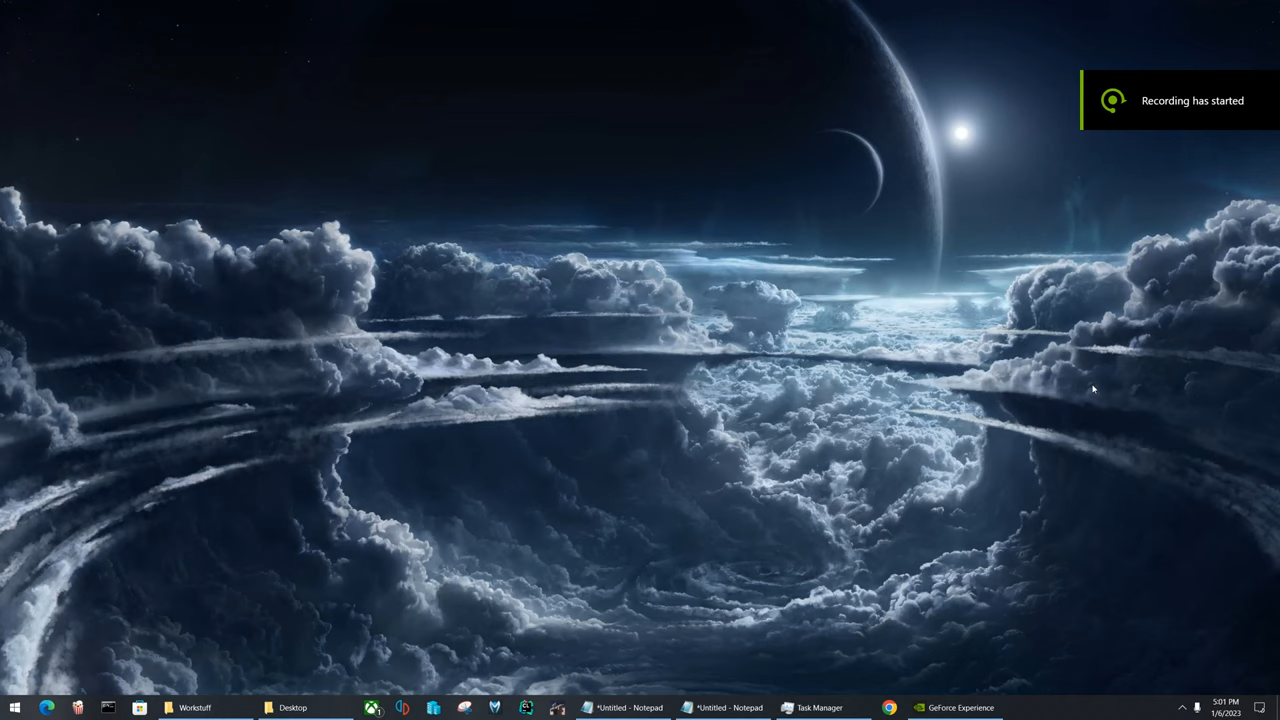 Recording has started
Workstuff
Desktop
1
*Untitled - Notepad
*Untitled - Notepad
Task Manager
GeForce Experience
5:01 PM
1/6/2023